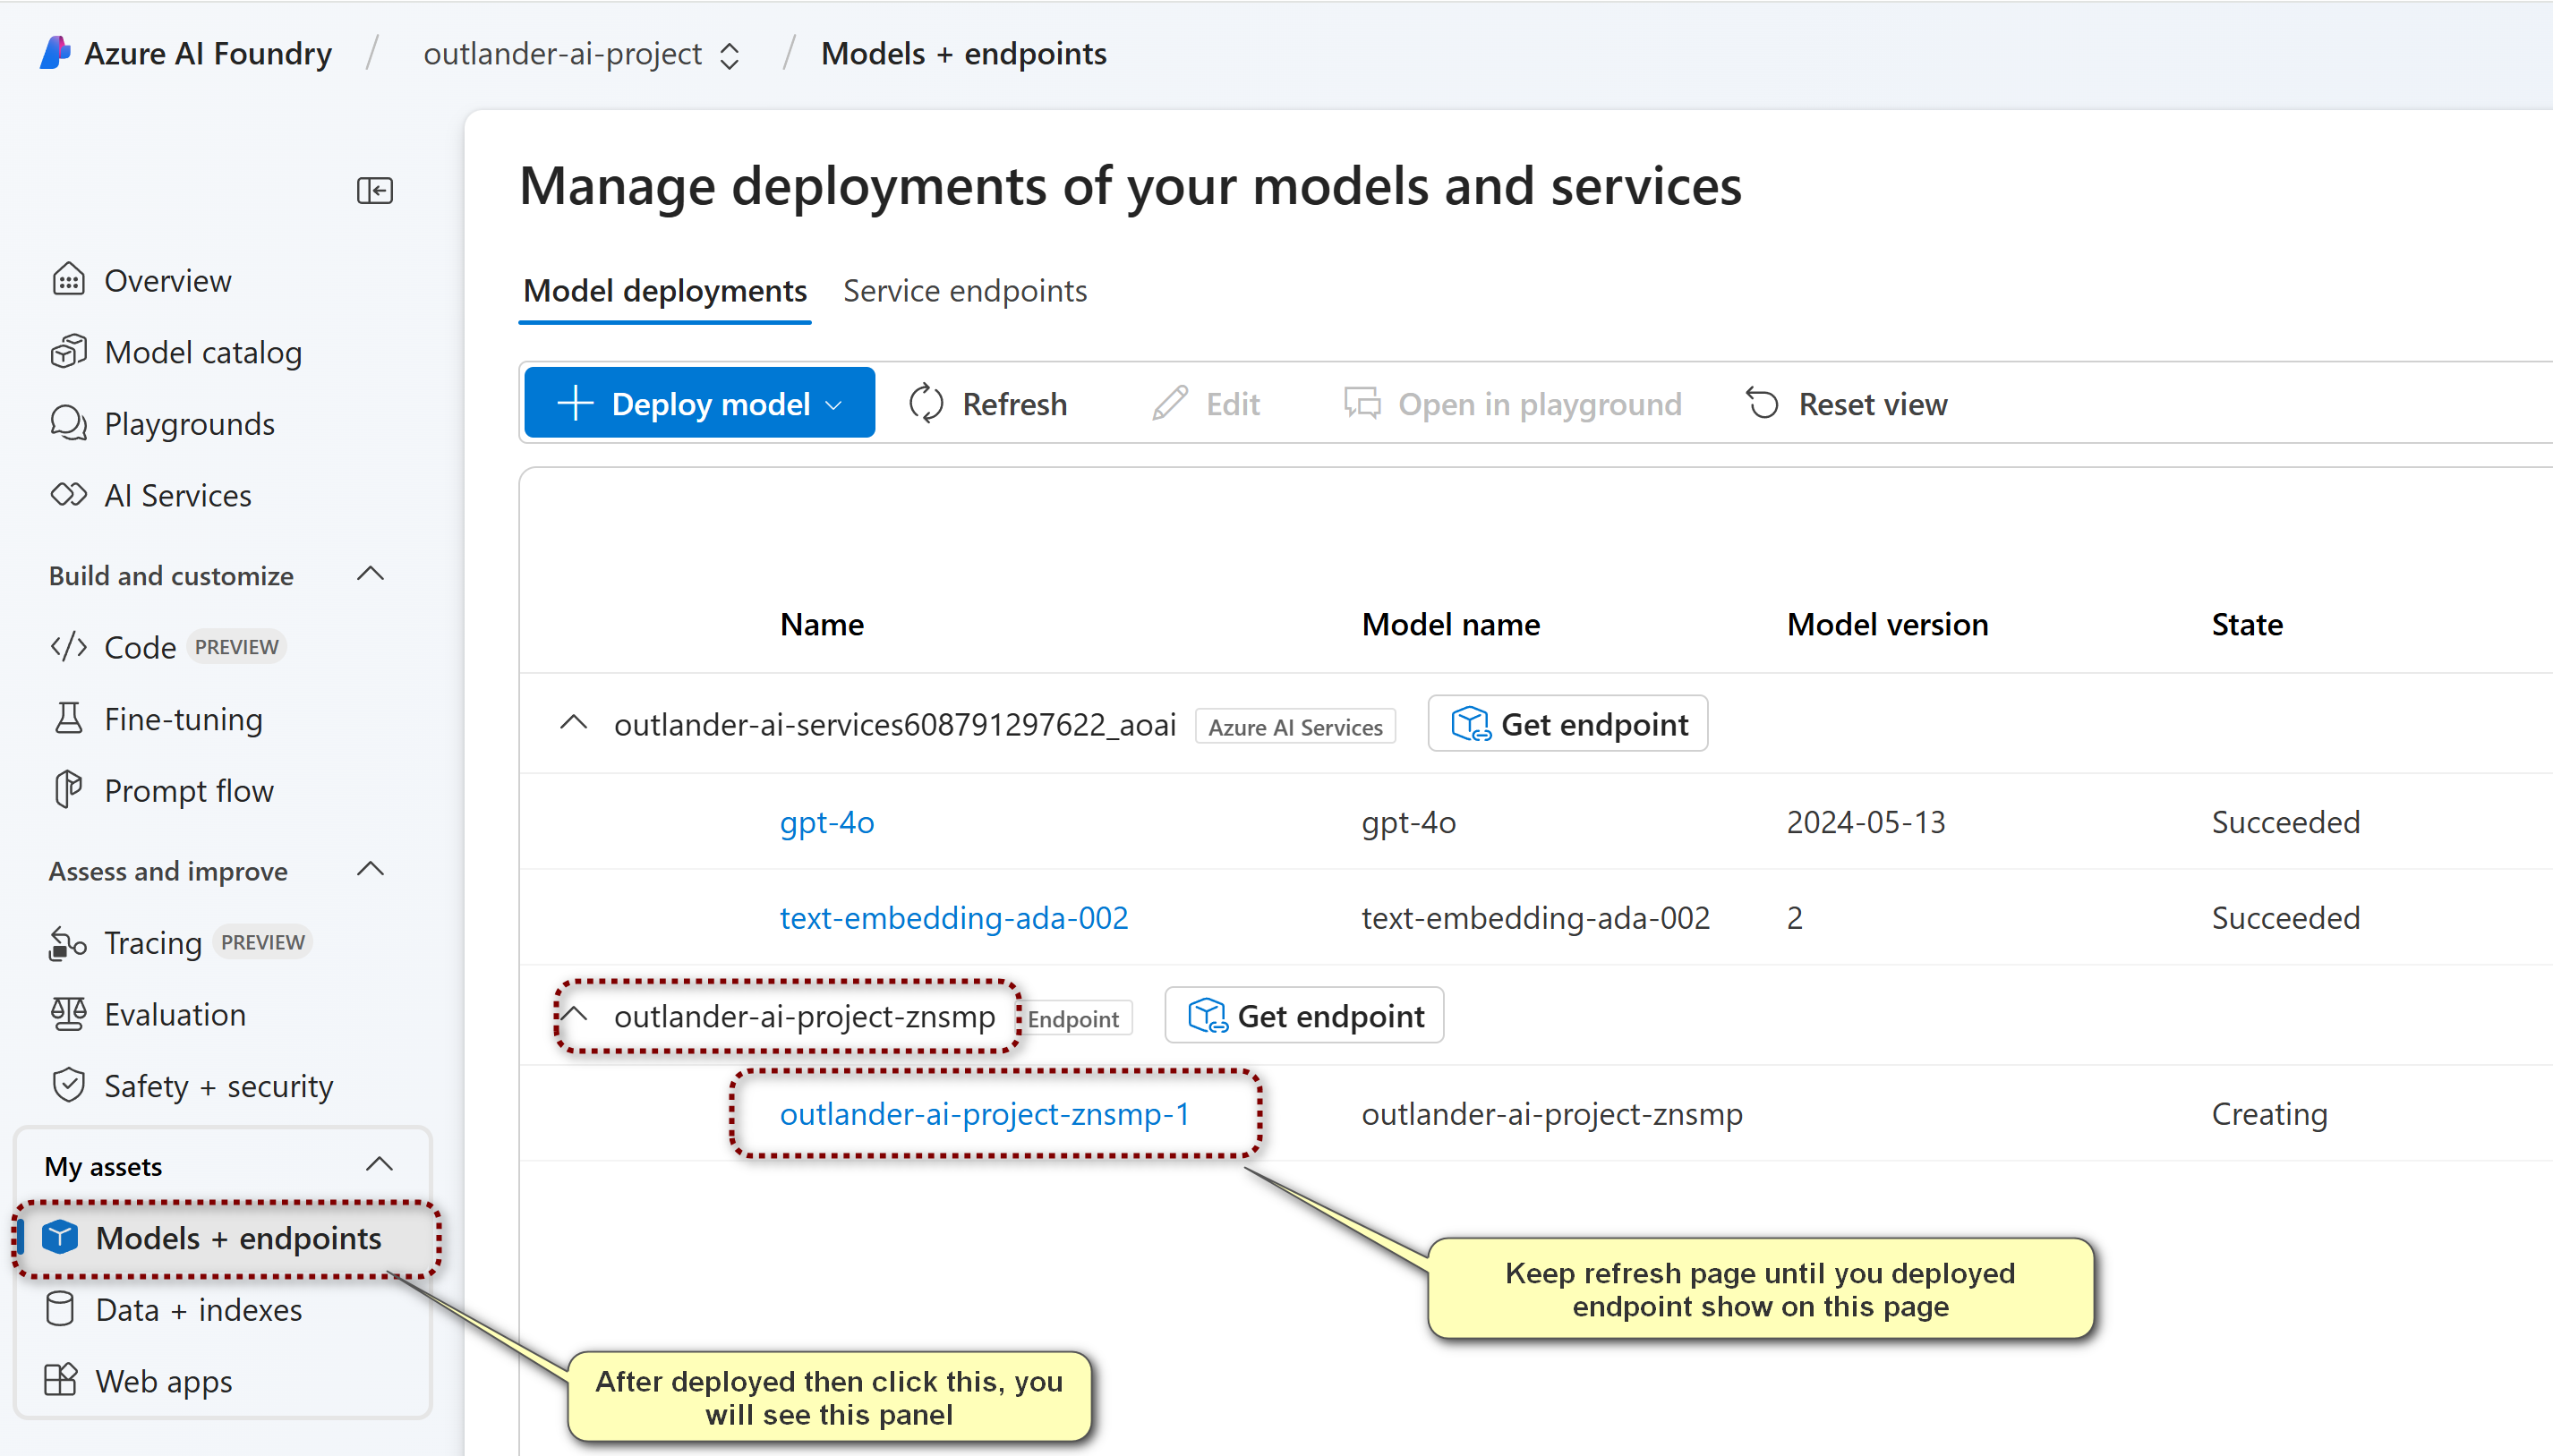 Azure AI Foundry / outlander-ai-project / Models + endpoints
Manage deployments of your models and services
Overview
Model catalog
Playgrounds
AI Services
Build and customize
Code PREVIEW
Fine-tuning
Prompt flow
Assess and improve
Tracing PREVIEW
Evaluation
Safety + security
My assets
Models + endpoints
Data + indexes
Web apps
Model deployments Service endpoints
Deploy model Refresh Edit Open in playground Reset view
Name Model name Model version State
outlander-ai-services608791297622_aoai Azure AI Services Get endpoint
gpt-4o gpt-4o 2024-05-13 Succeeded
text-embedding-ada-002 text-embedding-ada-002 2 Succeeded
outlander-ai-project-znsmp Endpoint Get endpoint
outlander-ai-project-znsmp-1 outlander-ai-project-znsmp Creating
Keep refresh page until you deployed
endpoint show on this page
After deployed then click this, you
will see this panel